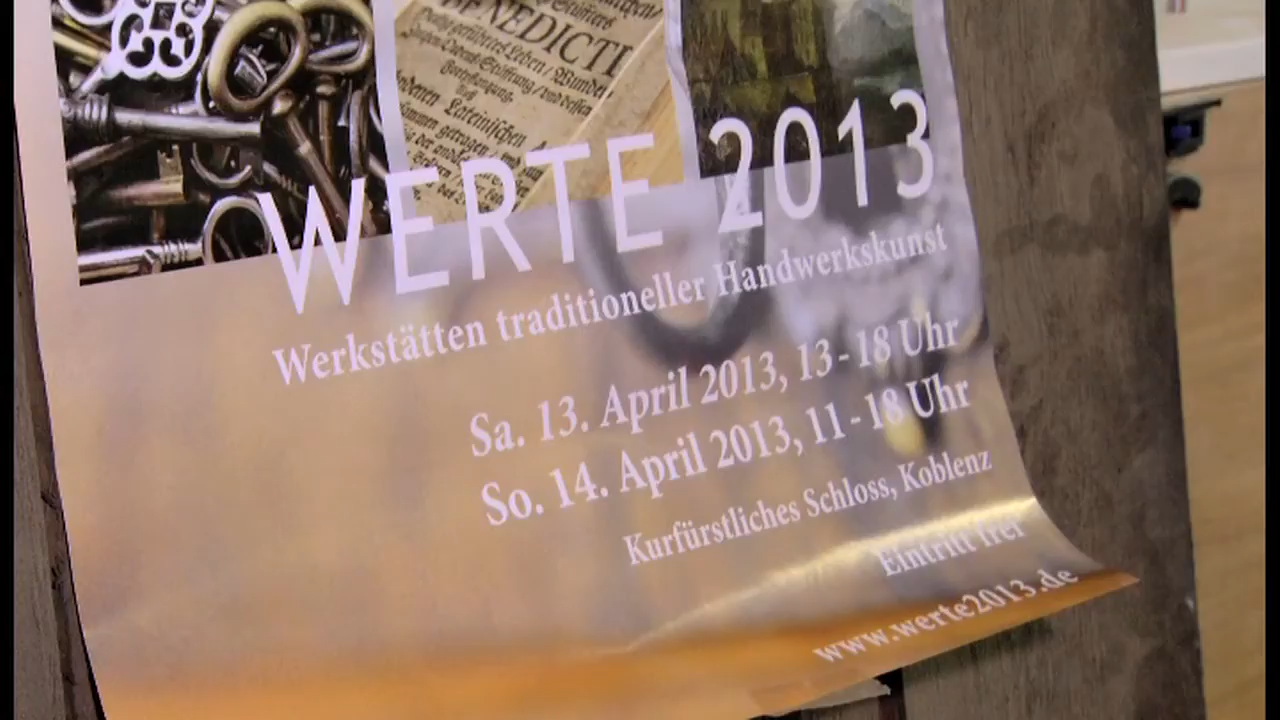 BENEDICTI
WERTE 2013
Werkstätten traditioneller Handwerkskunst
Sa. 13. April 2013, 13-18 Uhr
So. 14. April 2013, 11-18 Uhr
Kurfürstliches Schloss, Koblenz
Eintritt frei
www.werte2013.de